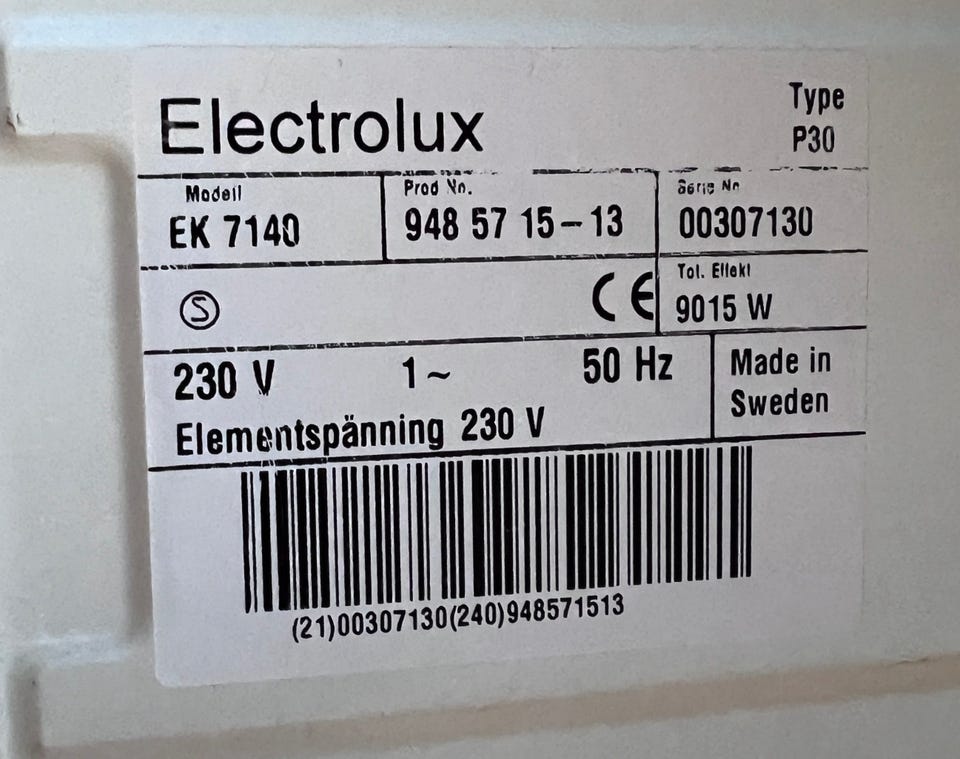 Electrolux
Type
P30
Modell
EK 7140
Prod No.
948 57 15-13
Serie No
00307130
S
CE
Tot. Effekt
9015 W
230 V 1~ 50 Hz
Elementspänning 230 V
Made in
Sweden
(21)00307130(240)948571513